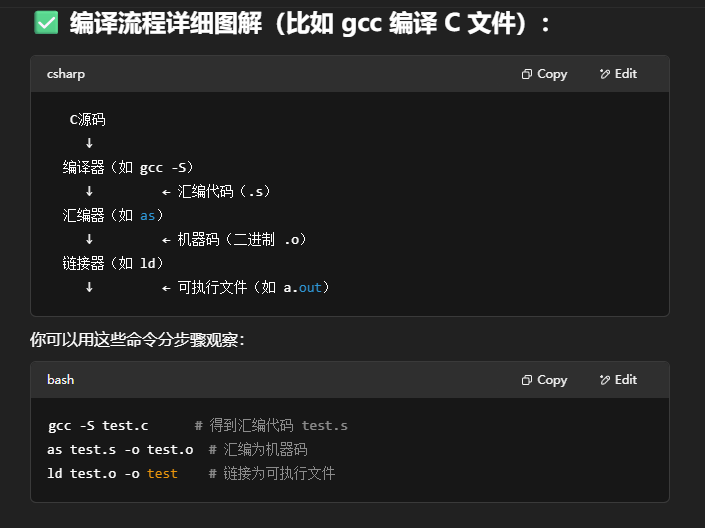 ✅ 编译流程详细图解（比如 gcc 编译 C 文件）:
csharp Copy Edit
C源码
↓
编译器（如 gcc -S）
↓ ← 汇编代码（.s）
汇编器（如 as）
↓ ← 机器码（二进制 .o）
链接器（如 ld）
↓ ← 可执行文件（如 a.out）
你可以用这些命令分步骤观察:
bash Copy Edit
gcc -S test.c # 得到汇编代码 test.s
as test.s -o test.o # 汇编为机器码
ld test.o -o test # 链接为可执行文件